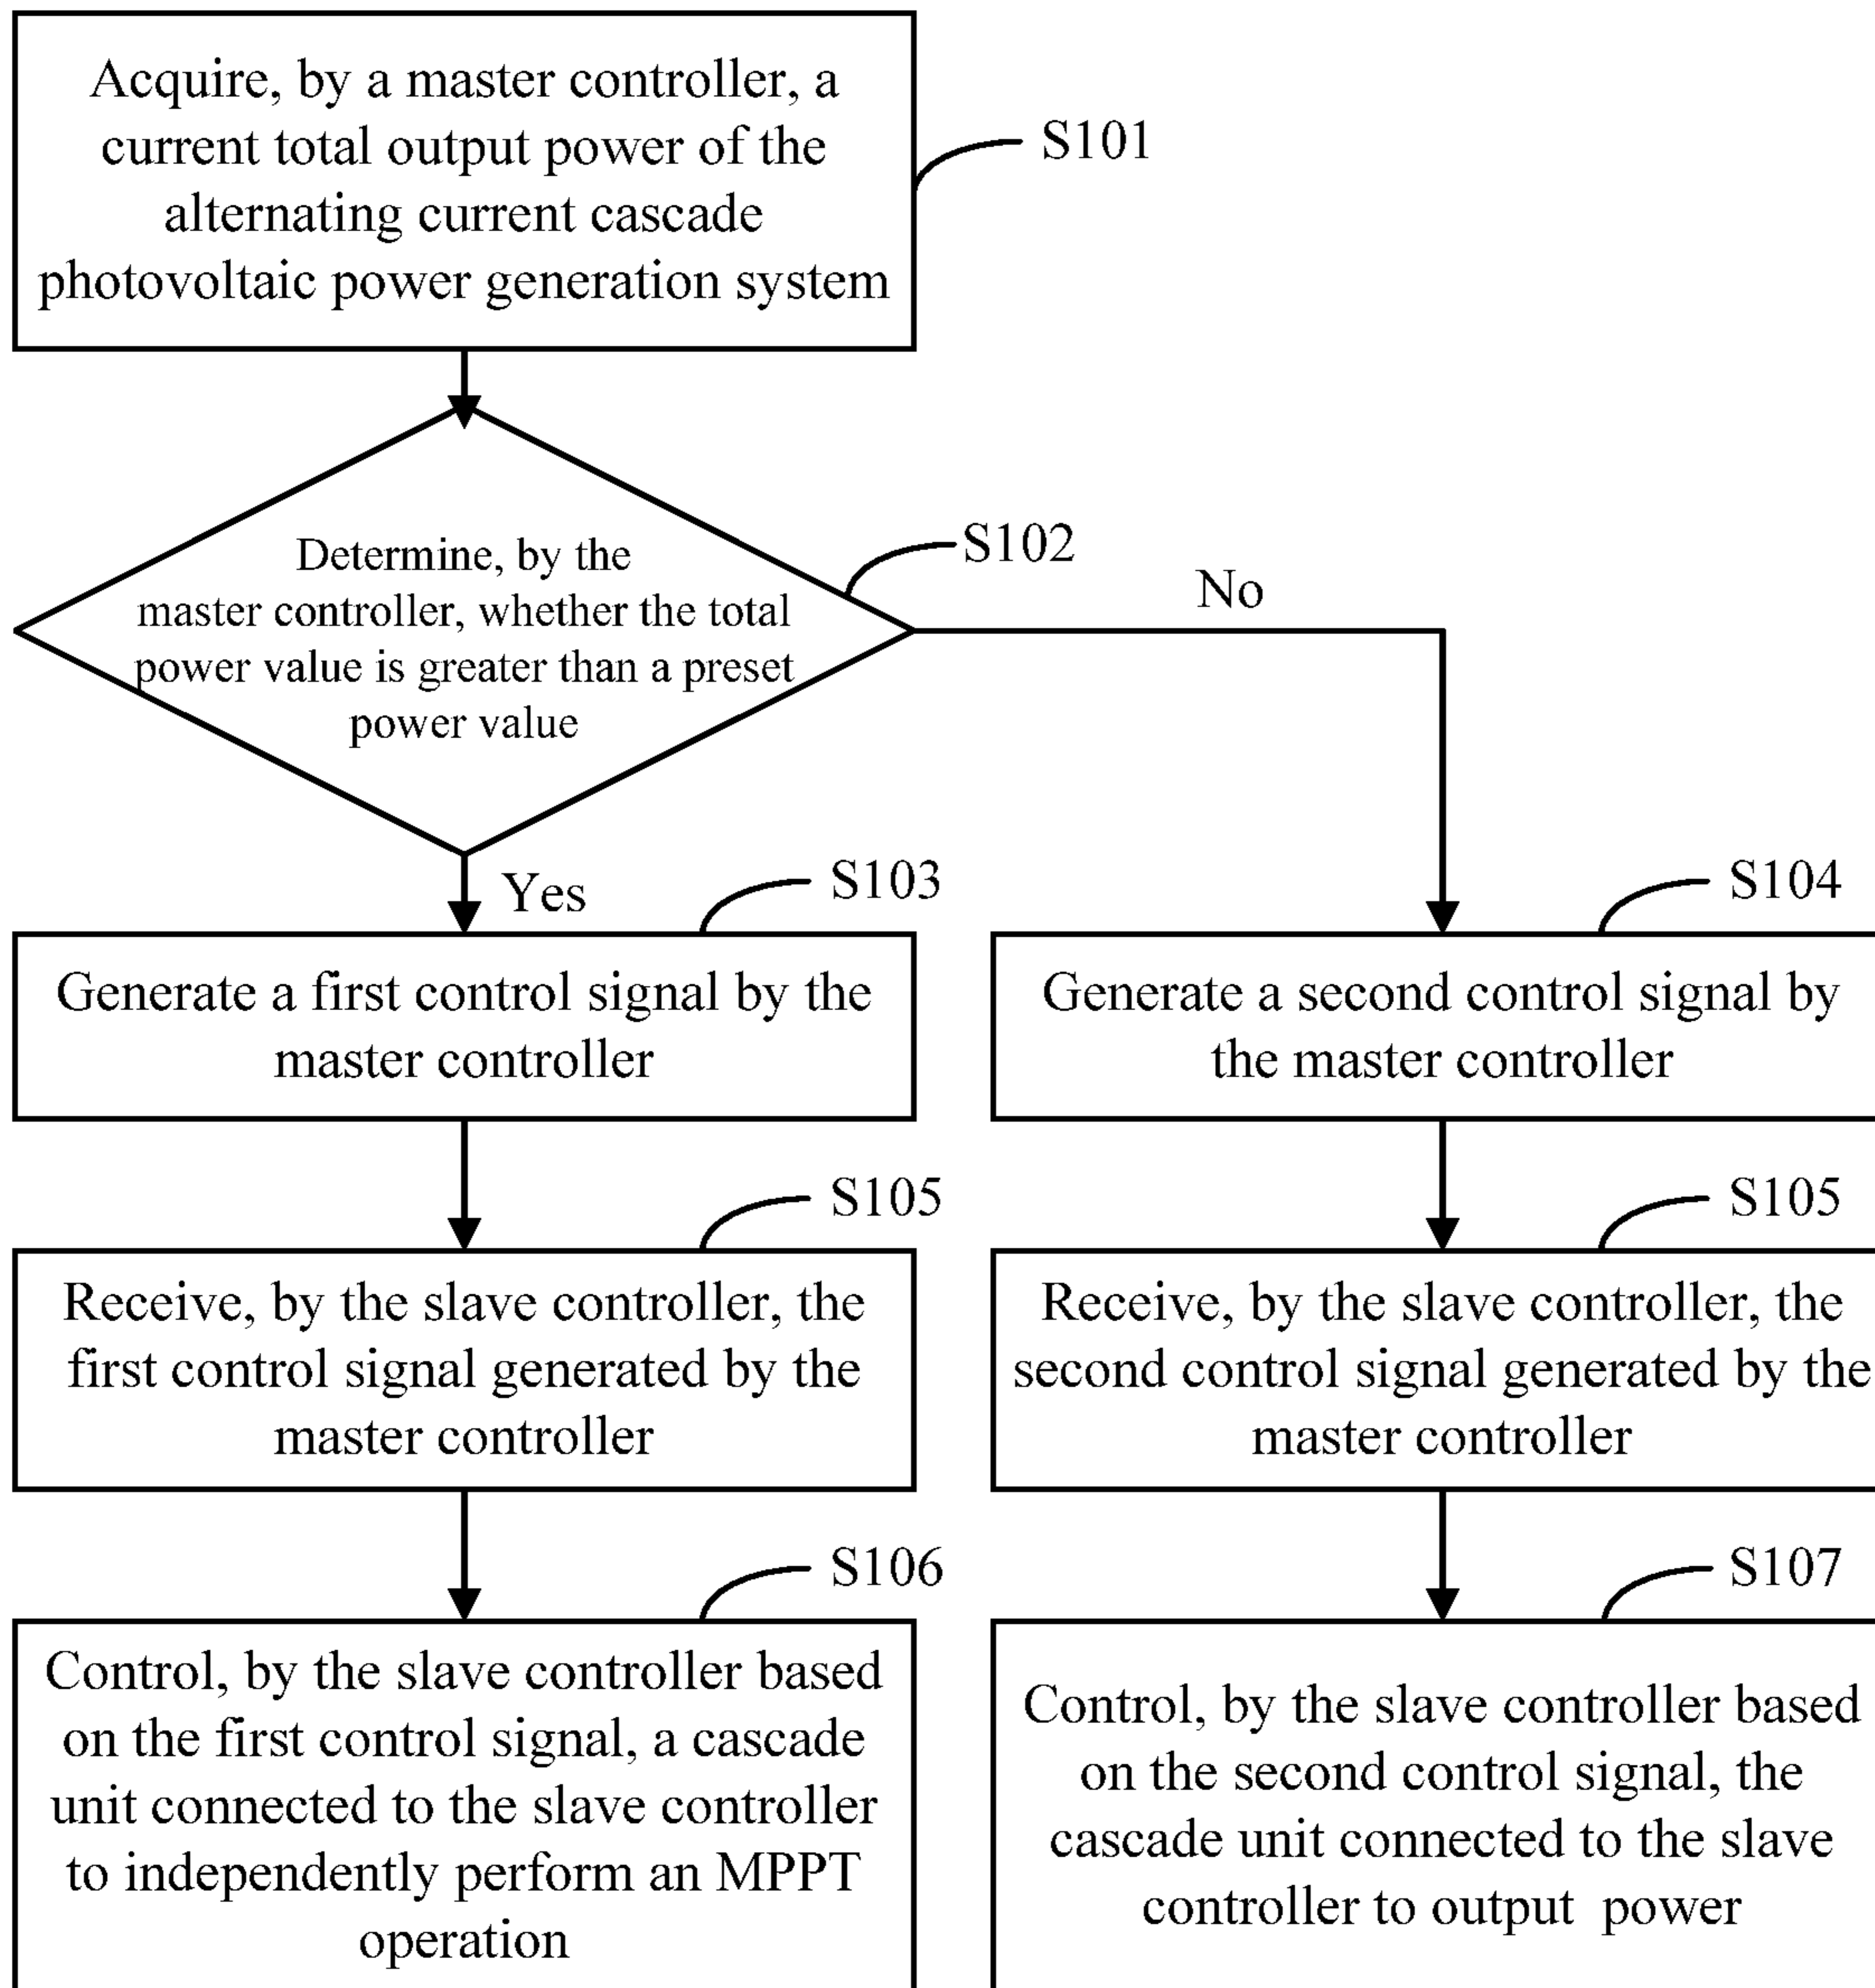 Acquire, by a master controller, a
current total output power of the
alternating current cascade
photovoltaic power generation system
S101
Determine, by the
master controller, whether the total
power value is greater than a preset
power value
S102
No
Yes
S103
Generate a first control signal by the
master controller
S104
Generate a second control signal by
the master controller
S105
Receive, by the slave controller, the
first control signal generated by the
master controller
S105
Receive, by the slave controller, the
second control signal generated by the
master controller
S106
Control, by the slave controller based
on the first control signal, a cascade
unit connected to the slave controller
to independently perform an MPPT
operation
S107
Control, by the slave controller based
on the second control signal, the
cascade unit connected to the slave
controller to output  power